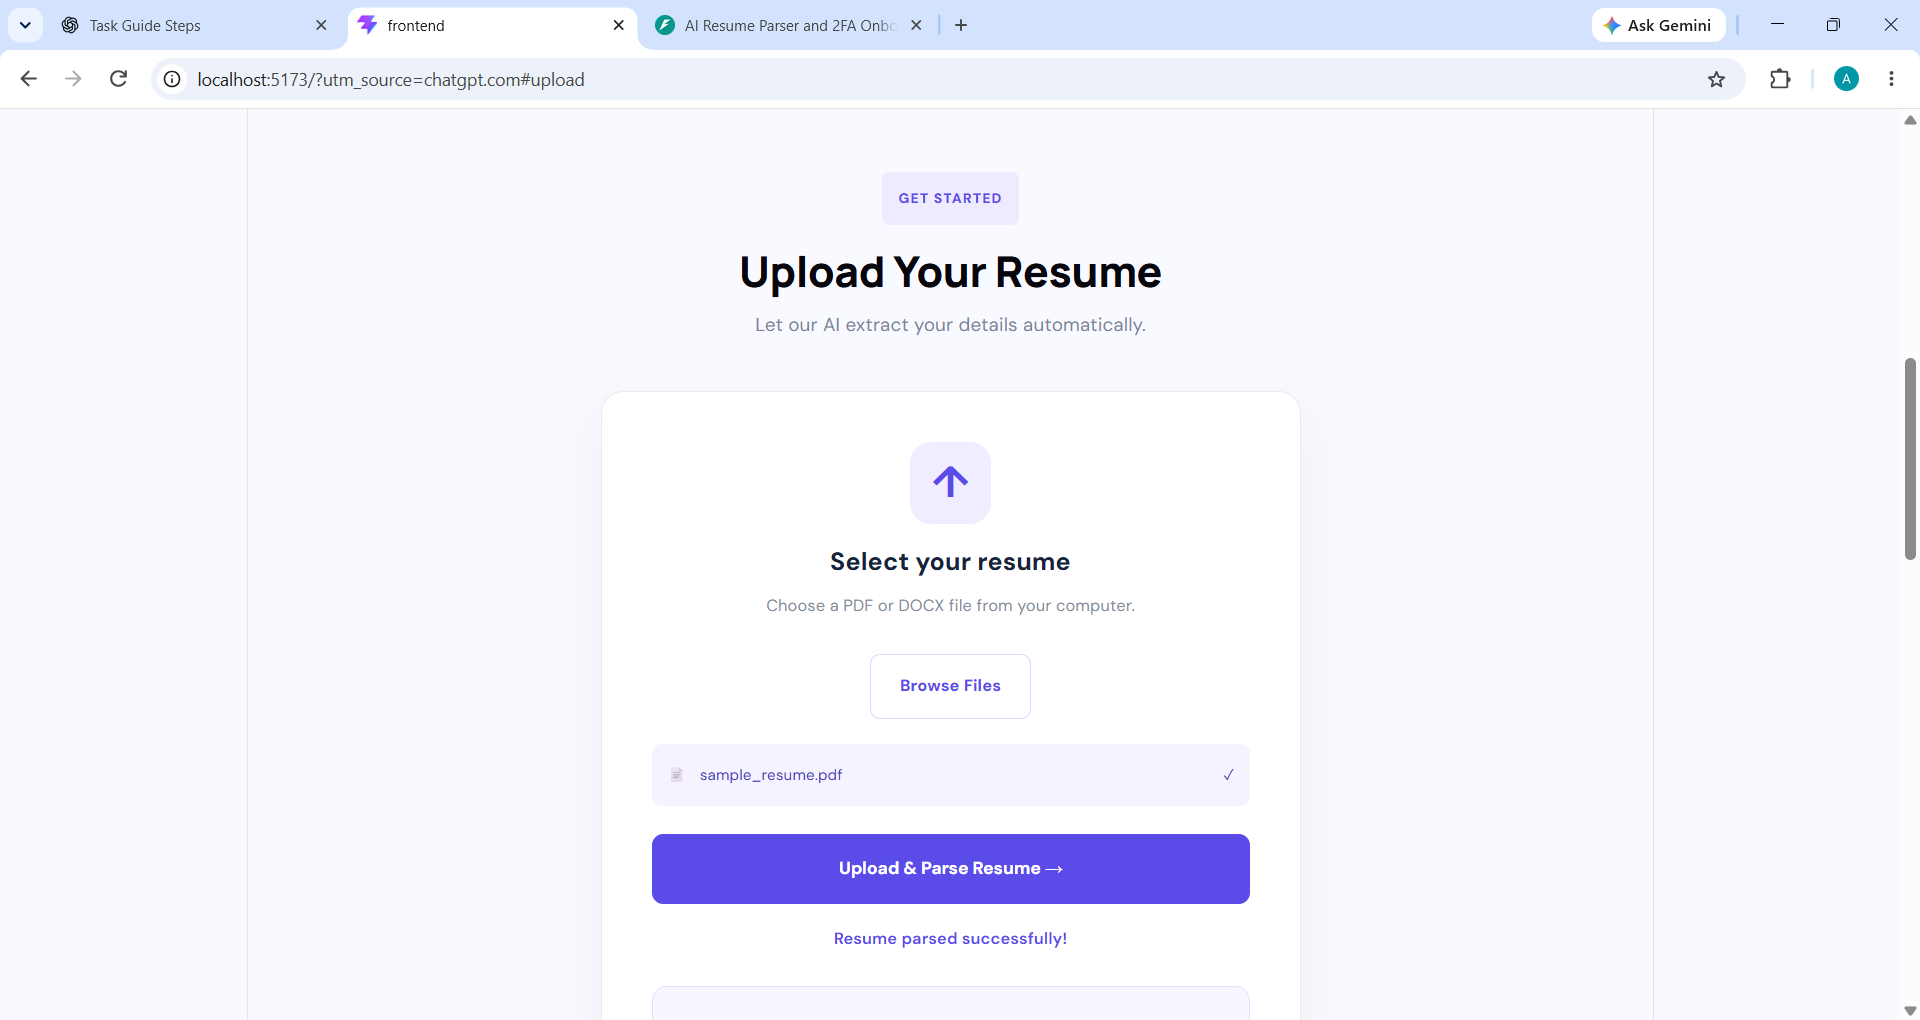 Task Guide Steps
frontend
AI Resume Parser and 2FA Onbo
Ask Gemini
localhost:5173/?utm_source=chatgpt.com#upload
A
GET STARTED
Upload Your Resume
Let our AI extract your details automatically.
Select your resume
Choose a PDF or DOCX file from your computer.
Browse Files
sample_resume.pdf ✓
Upload & Parse Resume →
Resume parsed successfully!